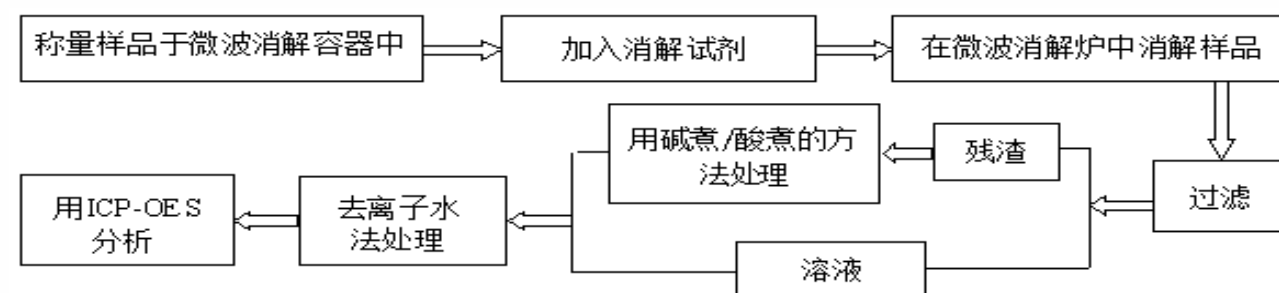 称量样品于微波消解容器中
加入消解试剂
在微波消解炉中消解样品
过滤
残渣
用碱煮/酸煮的方
法处理
溶液
去离子水
法处理
用ICP-OES
分析